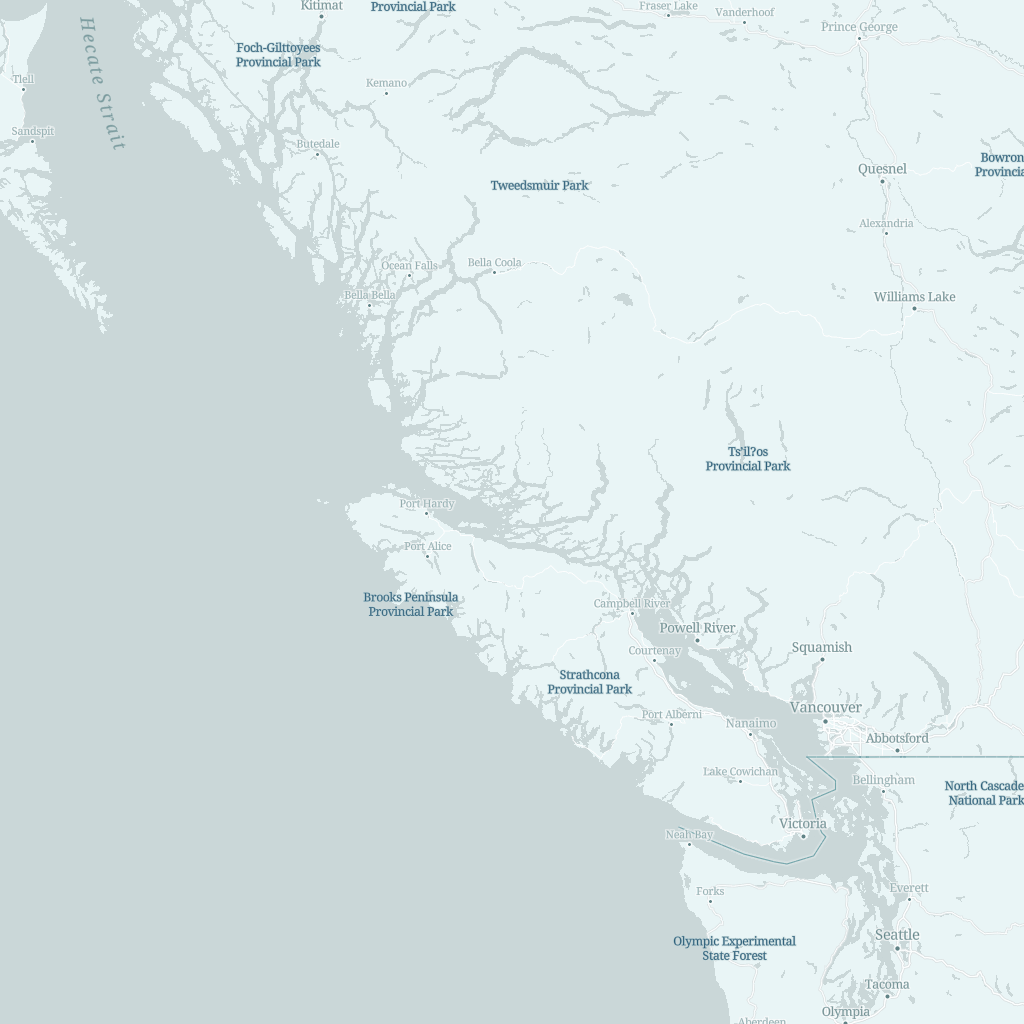 Kitimat
Provincial Park
Fraser Lake
Vanderhoof
Prince George
Hecate Strait
Foch-Gilttoyees
Provincial Park
Tlell
Kemano
Sandspit
Butedale
Bowron
Provincia
Quesnel
Tweedsmuir Park
Alexandria
Ocean Falls
Bella Coola
Bella Bella
Williams Lake
Ts'il?os
Provincial Park
Port Hardy
Port Alice
Brooks Peninsula
Provincial Park
Campbell River
Powell River
Courtenay
Squamish
Strathcona
Provincial Park
Vancouver
Port Alberni
Nanaimo
Abbotsford
Lake Cowichan
Bellingham
North Cascade
National Park
Victoria
Neah Bay
Forks
Everett
Olympic Experimental
State Forest
Seattle
Tacoma
Olympia
Aberdeen